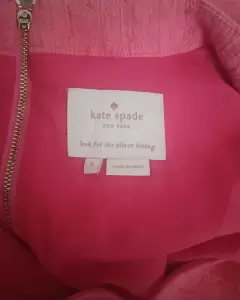 kate spade
NEW YORK
look for the silver lining